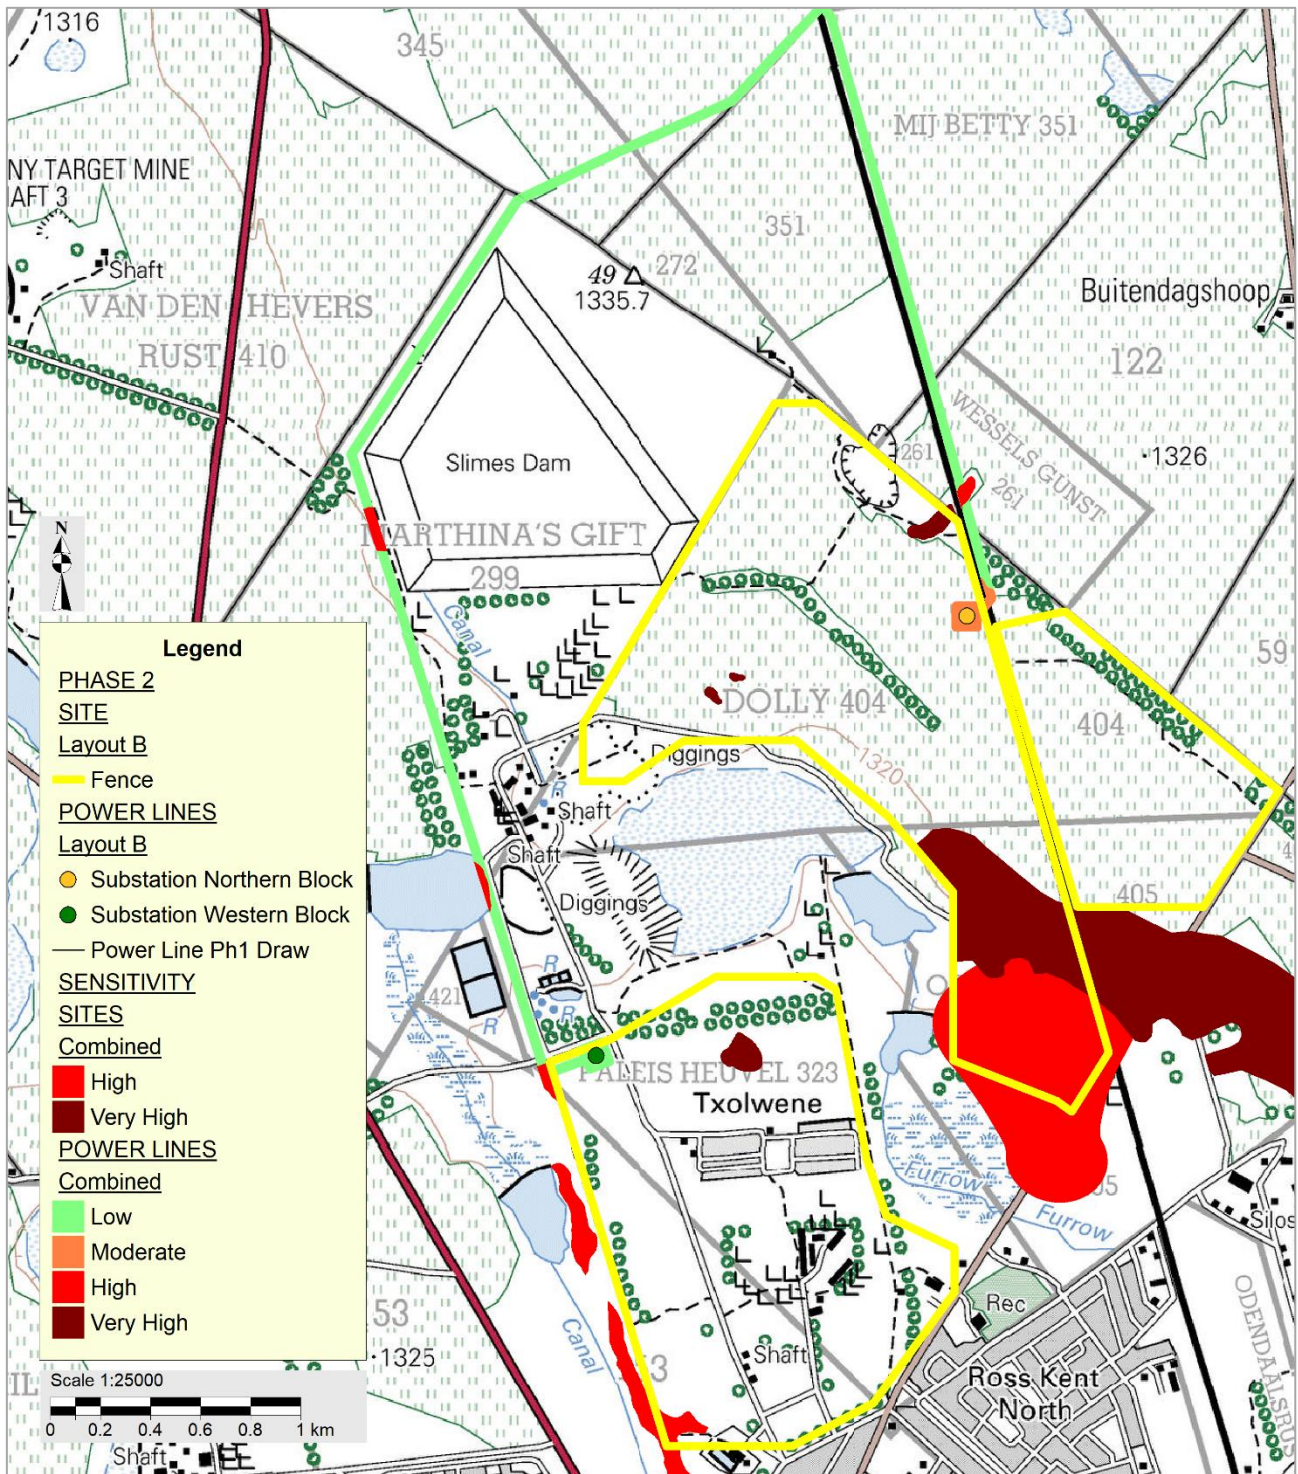 1316
345
MIJ BETTY 351
NY TARGET MINE
AFT 3
Shaft
351
49
272
1335.7
Buitendagshoop
VAN DEN HEVERS
RUST 410
122
WESSELS GUNST
261
261
1326
Slimes Dam
MARTHINA'S GIFT
299
N
Canal
59
DOLLY 404
404
Diggings
1320
R
Shaft
Shaft
Diggings
405
4
421
R
R
R
PALEIS HEUVEL 323
Txolwene
Furrow
Furrow
Silos
Rec
ODENDAALSRUS
53
1325
Canal
Shaft
Ross Kent
North
Shaft
Legend
PHASE 2
SITE
Layout B
Fence
POWER LINES
Layout B
Substation Northern Block
Substation Western Block
Power Line Ph1 Draw
SENSITIVITY
SITES
Combined
High
Very High
POWER LINES
Combined
Low
Moderate
High
Very High
Scale 1:25000
0 0.2 0.4 0.6 0.8 1 km